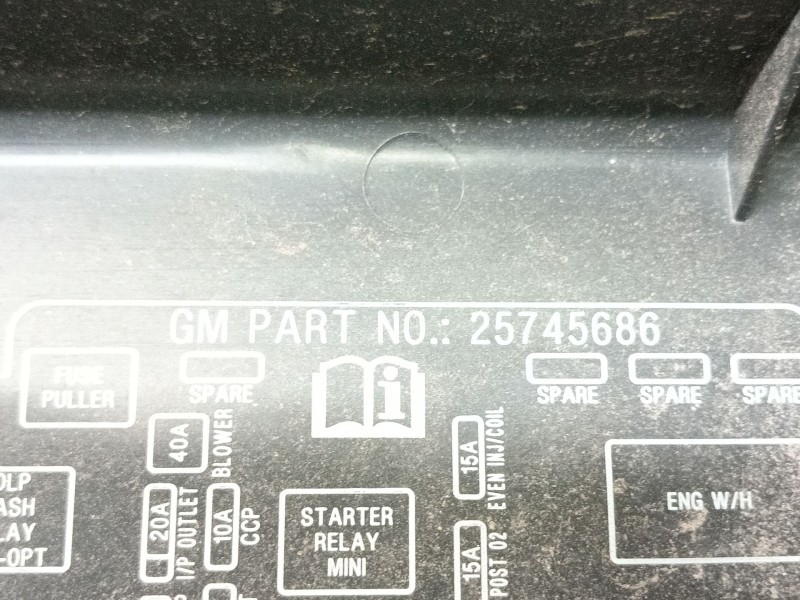 GM PART NO.: 25745686
FUSE
PULLER
SPARE
i
SPARE
SPARE
SPARE
40A
BLOWER
15A
EVEN INJ/COIL
20A
I/P OUTLET
10A
CCP
STARTER
RELAY
MINI
15A
POST O2
ENG W/H